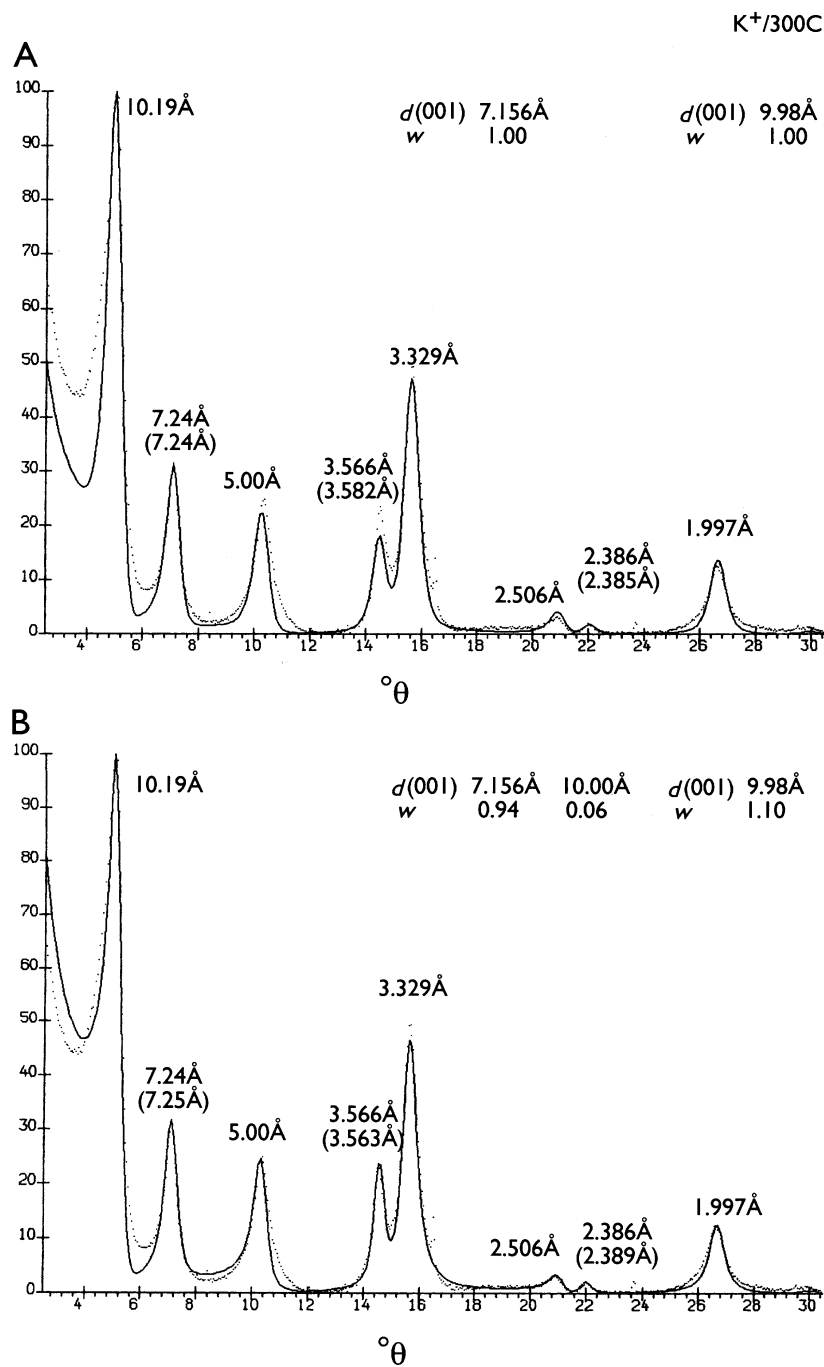 K⁺/300C
A
100
90
80
70
60
50
40
30
20
10
0
10.19Å
d(001) 7.156Å d(001) 9.98Å
w 1.00 w 1.00
3.329Å
7.24Å
(7.24Å)
5.00Å
3.566Å
(3.582Å)
1.997Å
2.386Å
(2.385Å)
2.506Å
4 6 8 10 12 14 16 18 20 22 24 26 28 30
°θ
B
100
90
80
70
60
50
40
30
20
10
0
10.19Å
d(001) 7.156Å 10.00Å d(001) 9.98Å
w 0.94 0.06 w 1.10
3.329Å
7.24Å
(7.25Å)
5.00Å
3.566Å
(3.563Å)
1.997Å
2.506Å
2.386Å
(2.389Å)
4 6 8 10 12 14 16 18 20 22 24 26 28 30
°θ